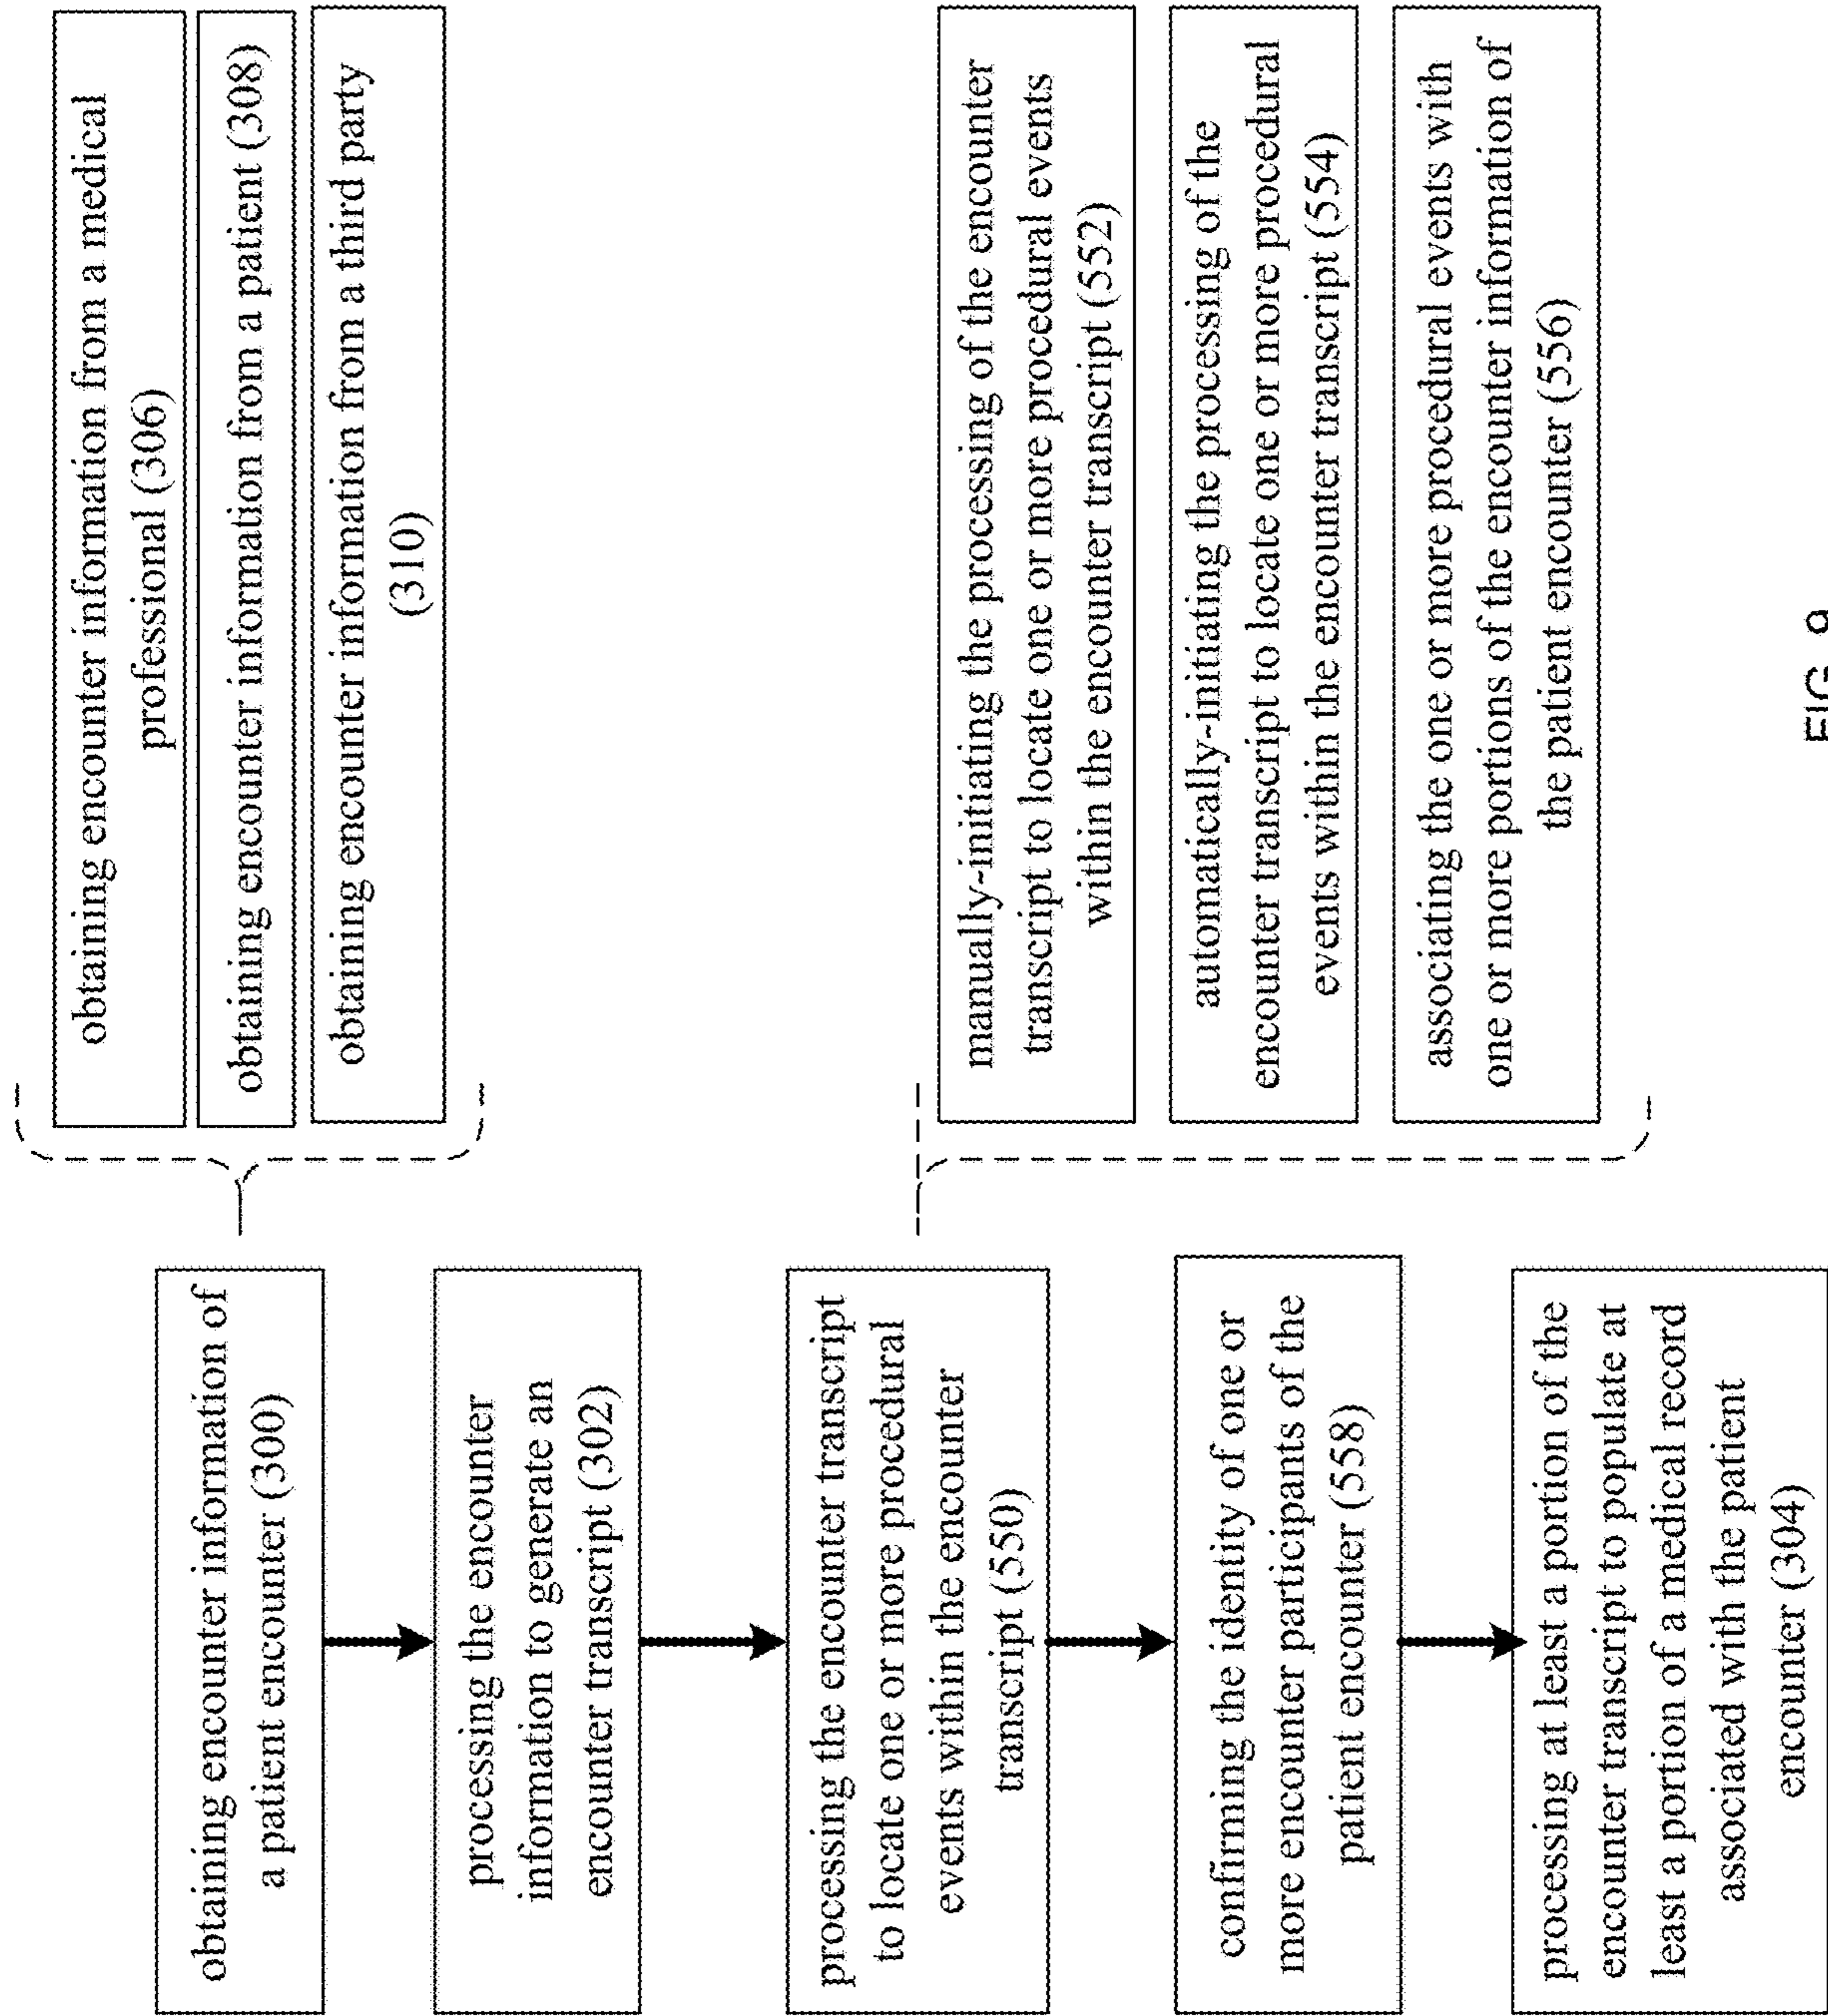 obtaining encounter information of
a patient encounter (300)
obtaining encounter information from a medical
professional (306)
obtaining encounter information from a patient (308)
obtaining encounter information from a third party
(310)
processing the encounter
information to generate an
encounter transcript (302)
processing the encounter transcript
to locate one or more procedural
events within the encounter
transcript (550)
manually-initiating the processing of the encounter
transcript to locate one or more procedural events
within the encounter transcript (552)
automatically-initiating the processing of the
encounter transcript to locate one or more procedural
events within the encounter transcript (554)
associating the one or more procedural events with
one or more portions of the encounter information of
the patient encounter (556)
confirming the identity of one or
more encounter participants of the
patient encounter (558)
processing at least a portion of the
encounter transcript to populate at
least a portion of a medical record
associated with the patient
encounter (304)
FIG. 9